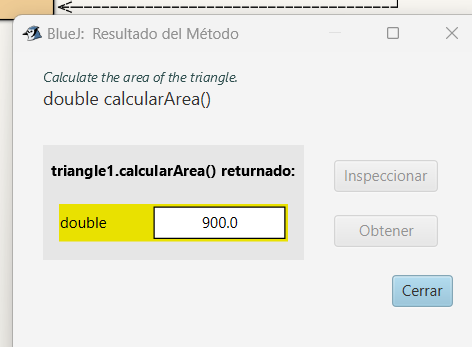 BlueJ: Resultado del Método
Calculate the area of the triangle.
double calcularArea()
triangle1.calcularArea() returnado:
Inspeccionar
double 900.0
Obtener
Cerrar